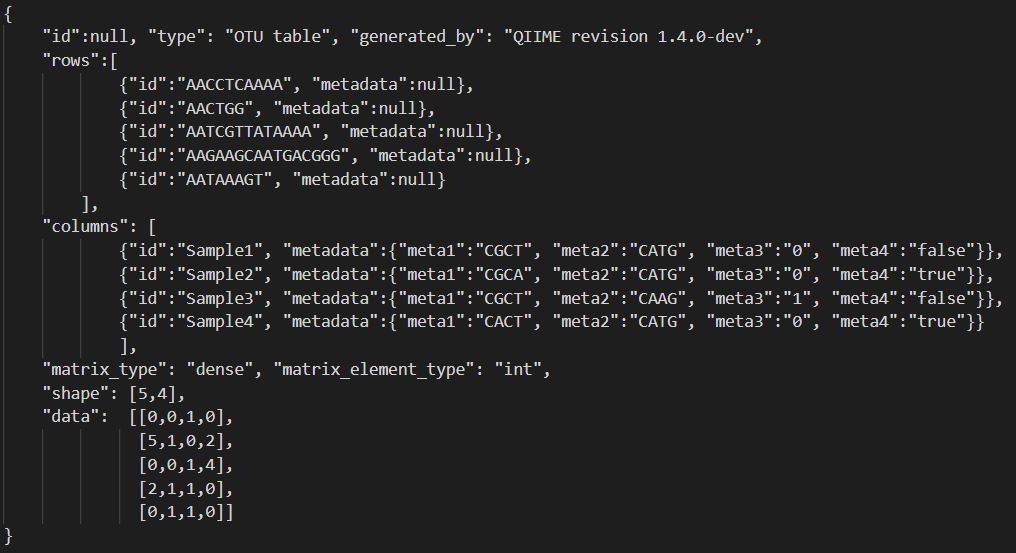 {
"id":null, "type": "OTU table", "generated_by": "QIIME revision 1.4.0-dev",
"rows":[
{"id":"AACCTCAAAA", "metadata":null},
{"id":"AACTGG", "metadata":null},
{"id":"AATCGTTATAAAA", "metadata":null},
{"id":"AAGAAGCAATGACGGG", "metadata":null},
{"id":"AATAAAGT", "metadata":null}
],
"columns": [
{"id":"Sample1", "metadata":{"meta1":"CGCT", "meta2":"CATG", "meta3":"0", "meta4":"false"}},
{"id":"Sample2", "metadata":{"meta1":"CGCA", "meta2":"CATG", "meta3":"0", "meta4":"true"}},
{"id":"Sample3", "metadata":{"meta1":"CGCT", "meta2":"CAAG", "meta3":"1", "meta4":"false"}},
{"id":"Sample4", "metadata":{"meta1":"CACT", "meta2":"CATG", "meta3":"0", "meta4":"true"}}
],
"matrix_type": "dense", "matrix_element_type": "int",
"shape": [5,4],
"data":  [[0,0,1,0],
[5,1,0,2],
[0,0,1,4],
[2,1,1,0],
[0,1,1,0]]
}